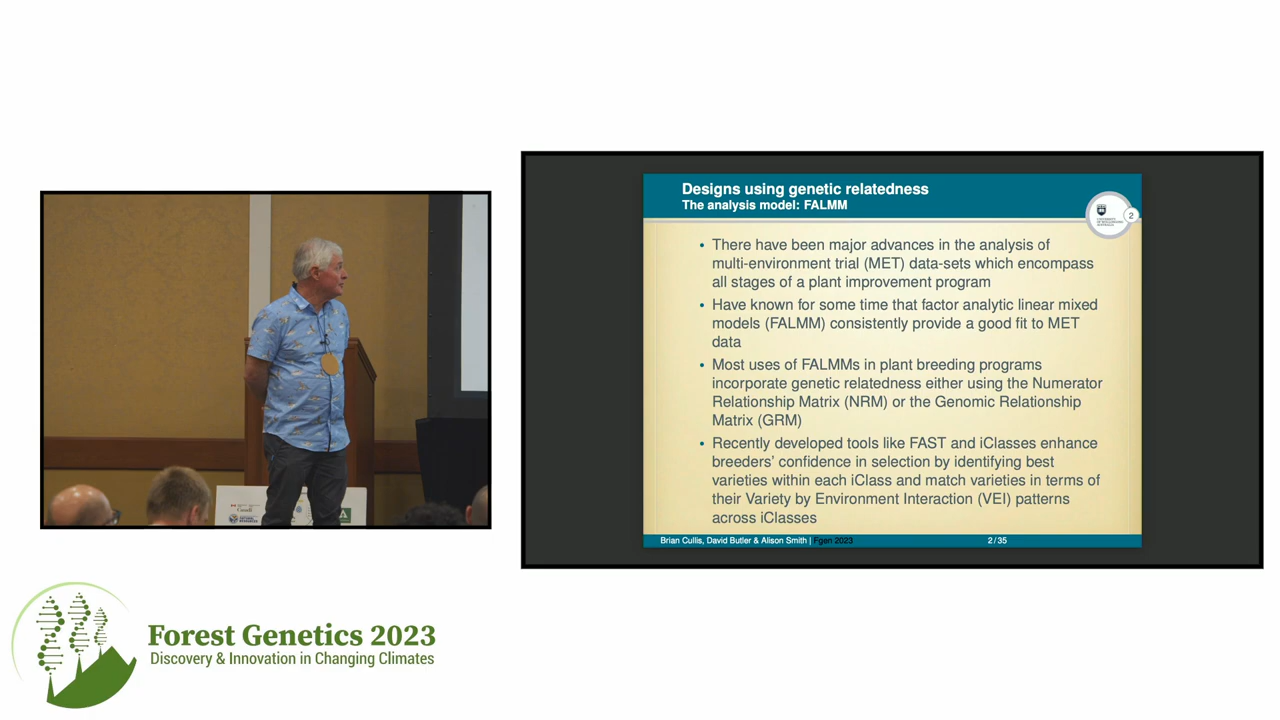 Designs using genetic relatedness
The analysis model: FALMM
2
• There have been major advances in the analysis of
multi-environment trial (MET) data-sets which encompass
all stages of a plant improvement program
• Have known for some time that factor analytic linear mixed
models (FALMM) consistently provide a good fit to MET
data
• Most uses of FALMMs in plant breeding programs
incorporate genetic relatedness either using the Numerator
Relationship Matrix (NRM) or the Genomic Relationship
Matrix (GRM)
• Recently developed tools like FAST and iClasses enhance
breeders' confidence in selection by identifying best
varieties within each iClass and match varieties in terms of
their Variety by Environment Interaction (VEI) patterns
across iClasses
Brian Cullis, David Butler & Alison Smith | Fgen 2023
2 / 35
Canada
Forest Genetics 2023
Discovery & Innovation in Changing Climates